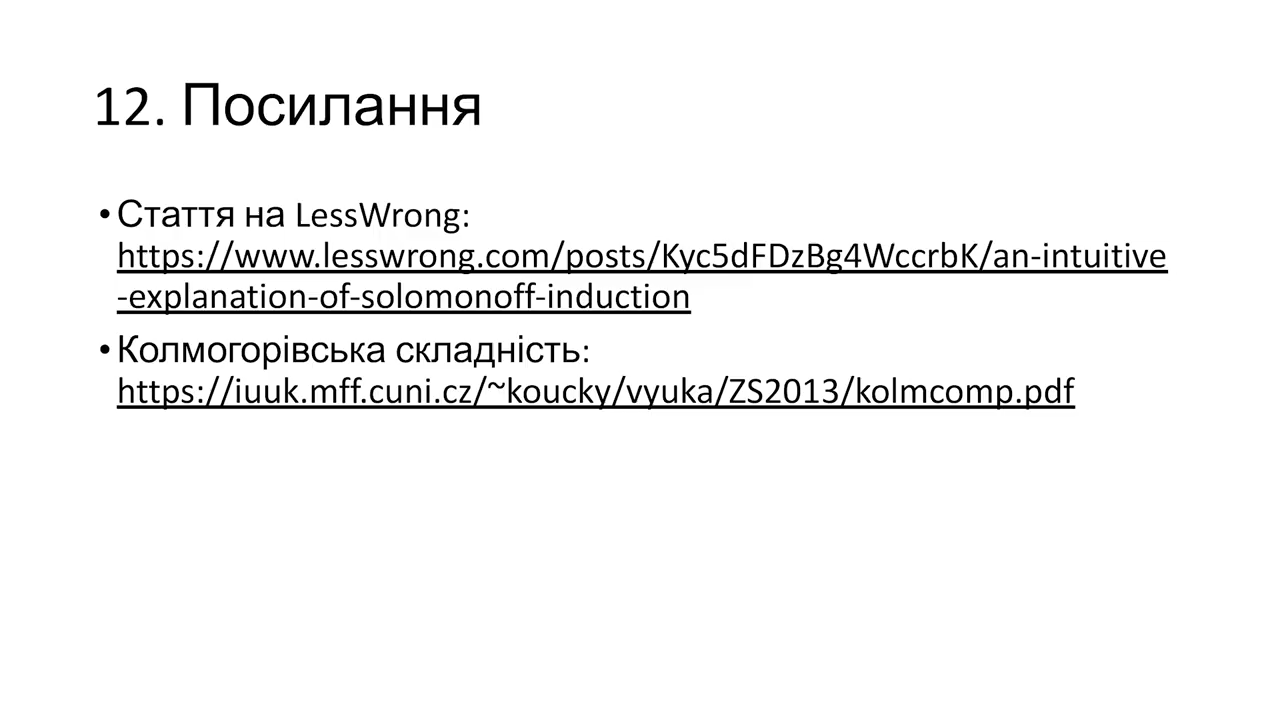 12. Посилання
•Стаття на LessWrong:
https://www.lesswrong.com/posts/Kyc5dFDzBg4WccrbK/an-intuitive
-explanation-of-solomonoff-induction
•Колмогорівська складність:
https://iuuk.mff.cuni.cz/~koucky/vyuka/ZS2013/kolmcomp.pdf